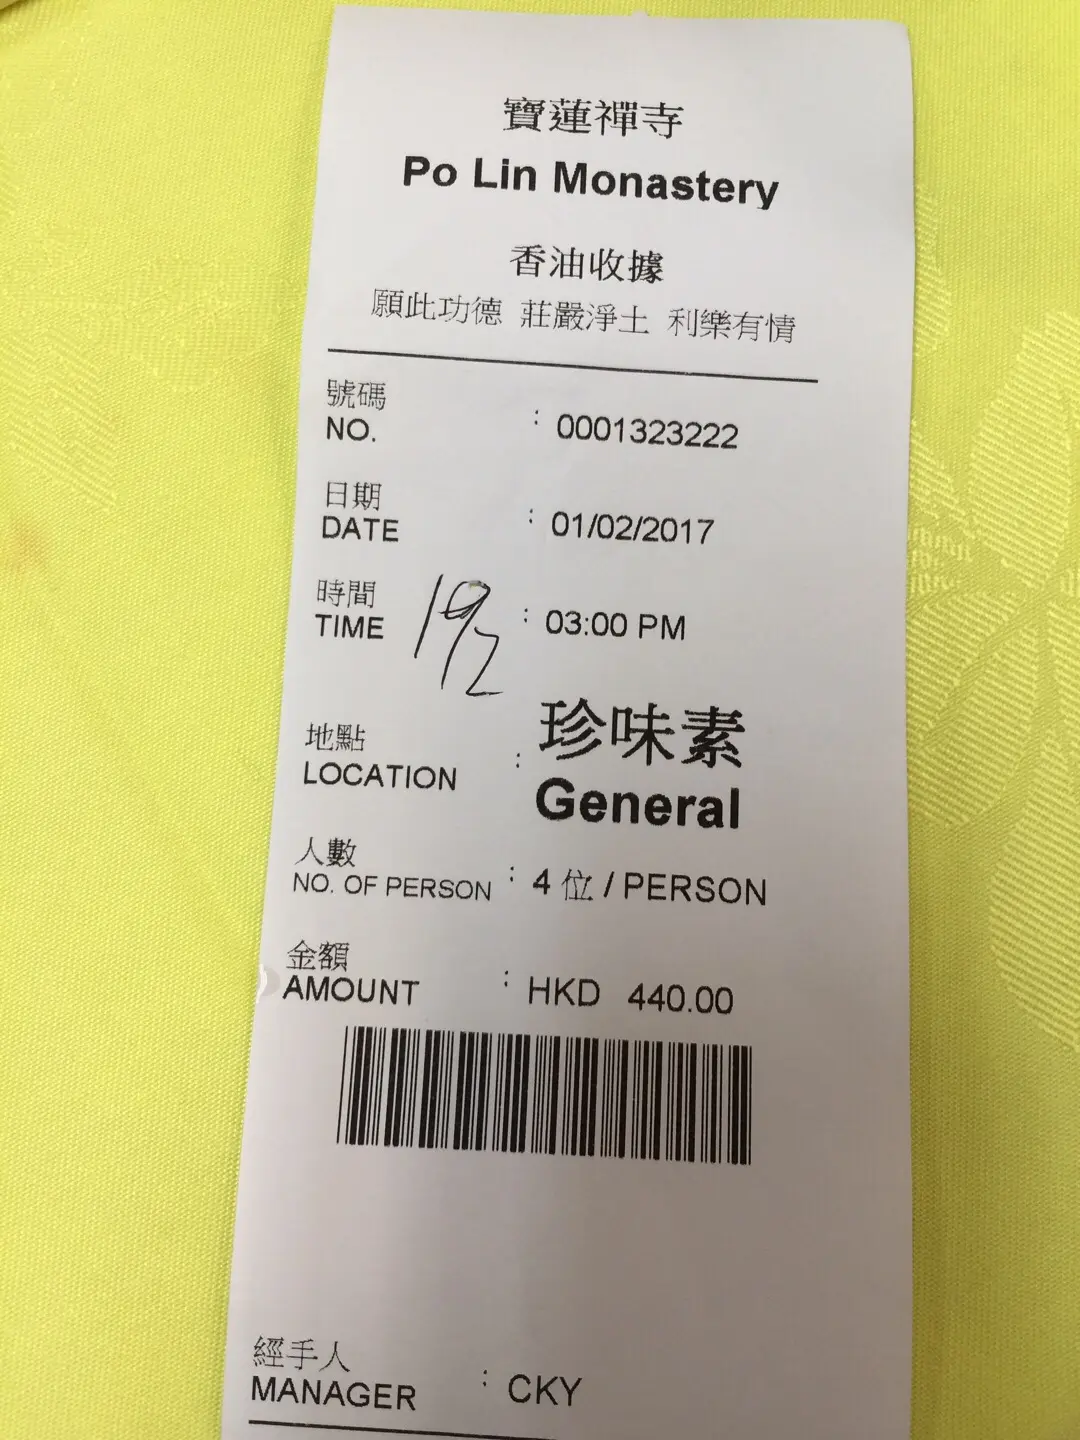 寶蓮禪寺
Po Lin Monastery
香油收據
願此功德 莊嚴淨土 利樂有情
號碼
NO. : 0001323222
日期
DATE : 01/02/2017
時間
TIME : 03:00 PM
地點
LOCATION : 珍味素
General
人數
NO. OF PERSON : 4 位 / PERSON
金額
AMOUNT : HKD 440.00
經手人
MANAGER : CKY